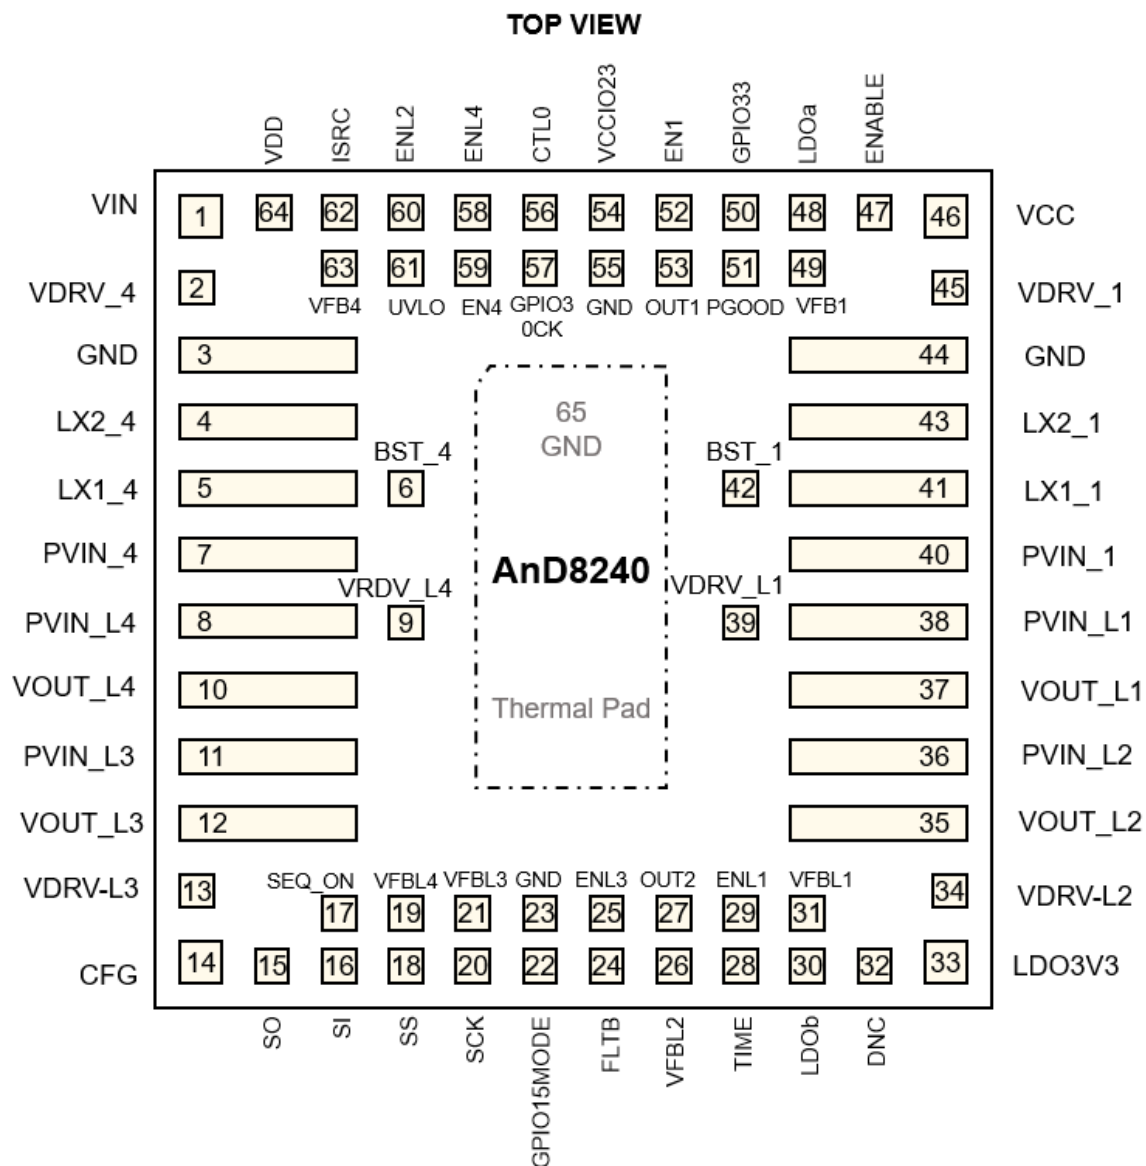 TOP VIEW
VDD
ISRC
ENL2
ENL4
CTL0
VCCIO23
EN1
GPIO33
LDOa
ENABLE
VIN
1
64
62
60
58
56
54
52
50
48
47
46
VCC
63
61
59
57
55
53
51
49
VDRV_4
2
45
VDRV_1
VFB4
UVLO
EN4
GPIO3
0CK
GND
OUT1
PGOOD
VFB1
GND
3
44
GND
65
GND
LX2_4
4
43
LX2_1
BST_4
BST_1
LX1_4
5
6
42
41
LX1_1
PVIN_4
7
40
PVIN_1
AnD8240
VRDV_L4
VDRV_L1
PVIN_L4
8
9
39
38
PVIN_L1
VOUT_L4
10
37
VOUT_L1
Thermal Pad
PVIN_L3
11
36
PVIN_L2
VOUT_L3
12
35
VOUT_L2
SEQ_ON
VFBL4
VFBL3
GND
ENL3
OUT2
ENL1
VFBL1
VDRV-L3
13
34
VDRV-L2
17
19
21
23
25
27
29
31
CFG
14
15
16
18
20
22
24
26
28
30
32
33
LDO3V3
SO
SI
SS
SCK
GPIO15MODE
FLTB
VFBL2
TIME
LDOb
DNC